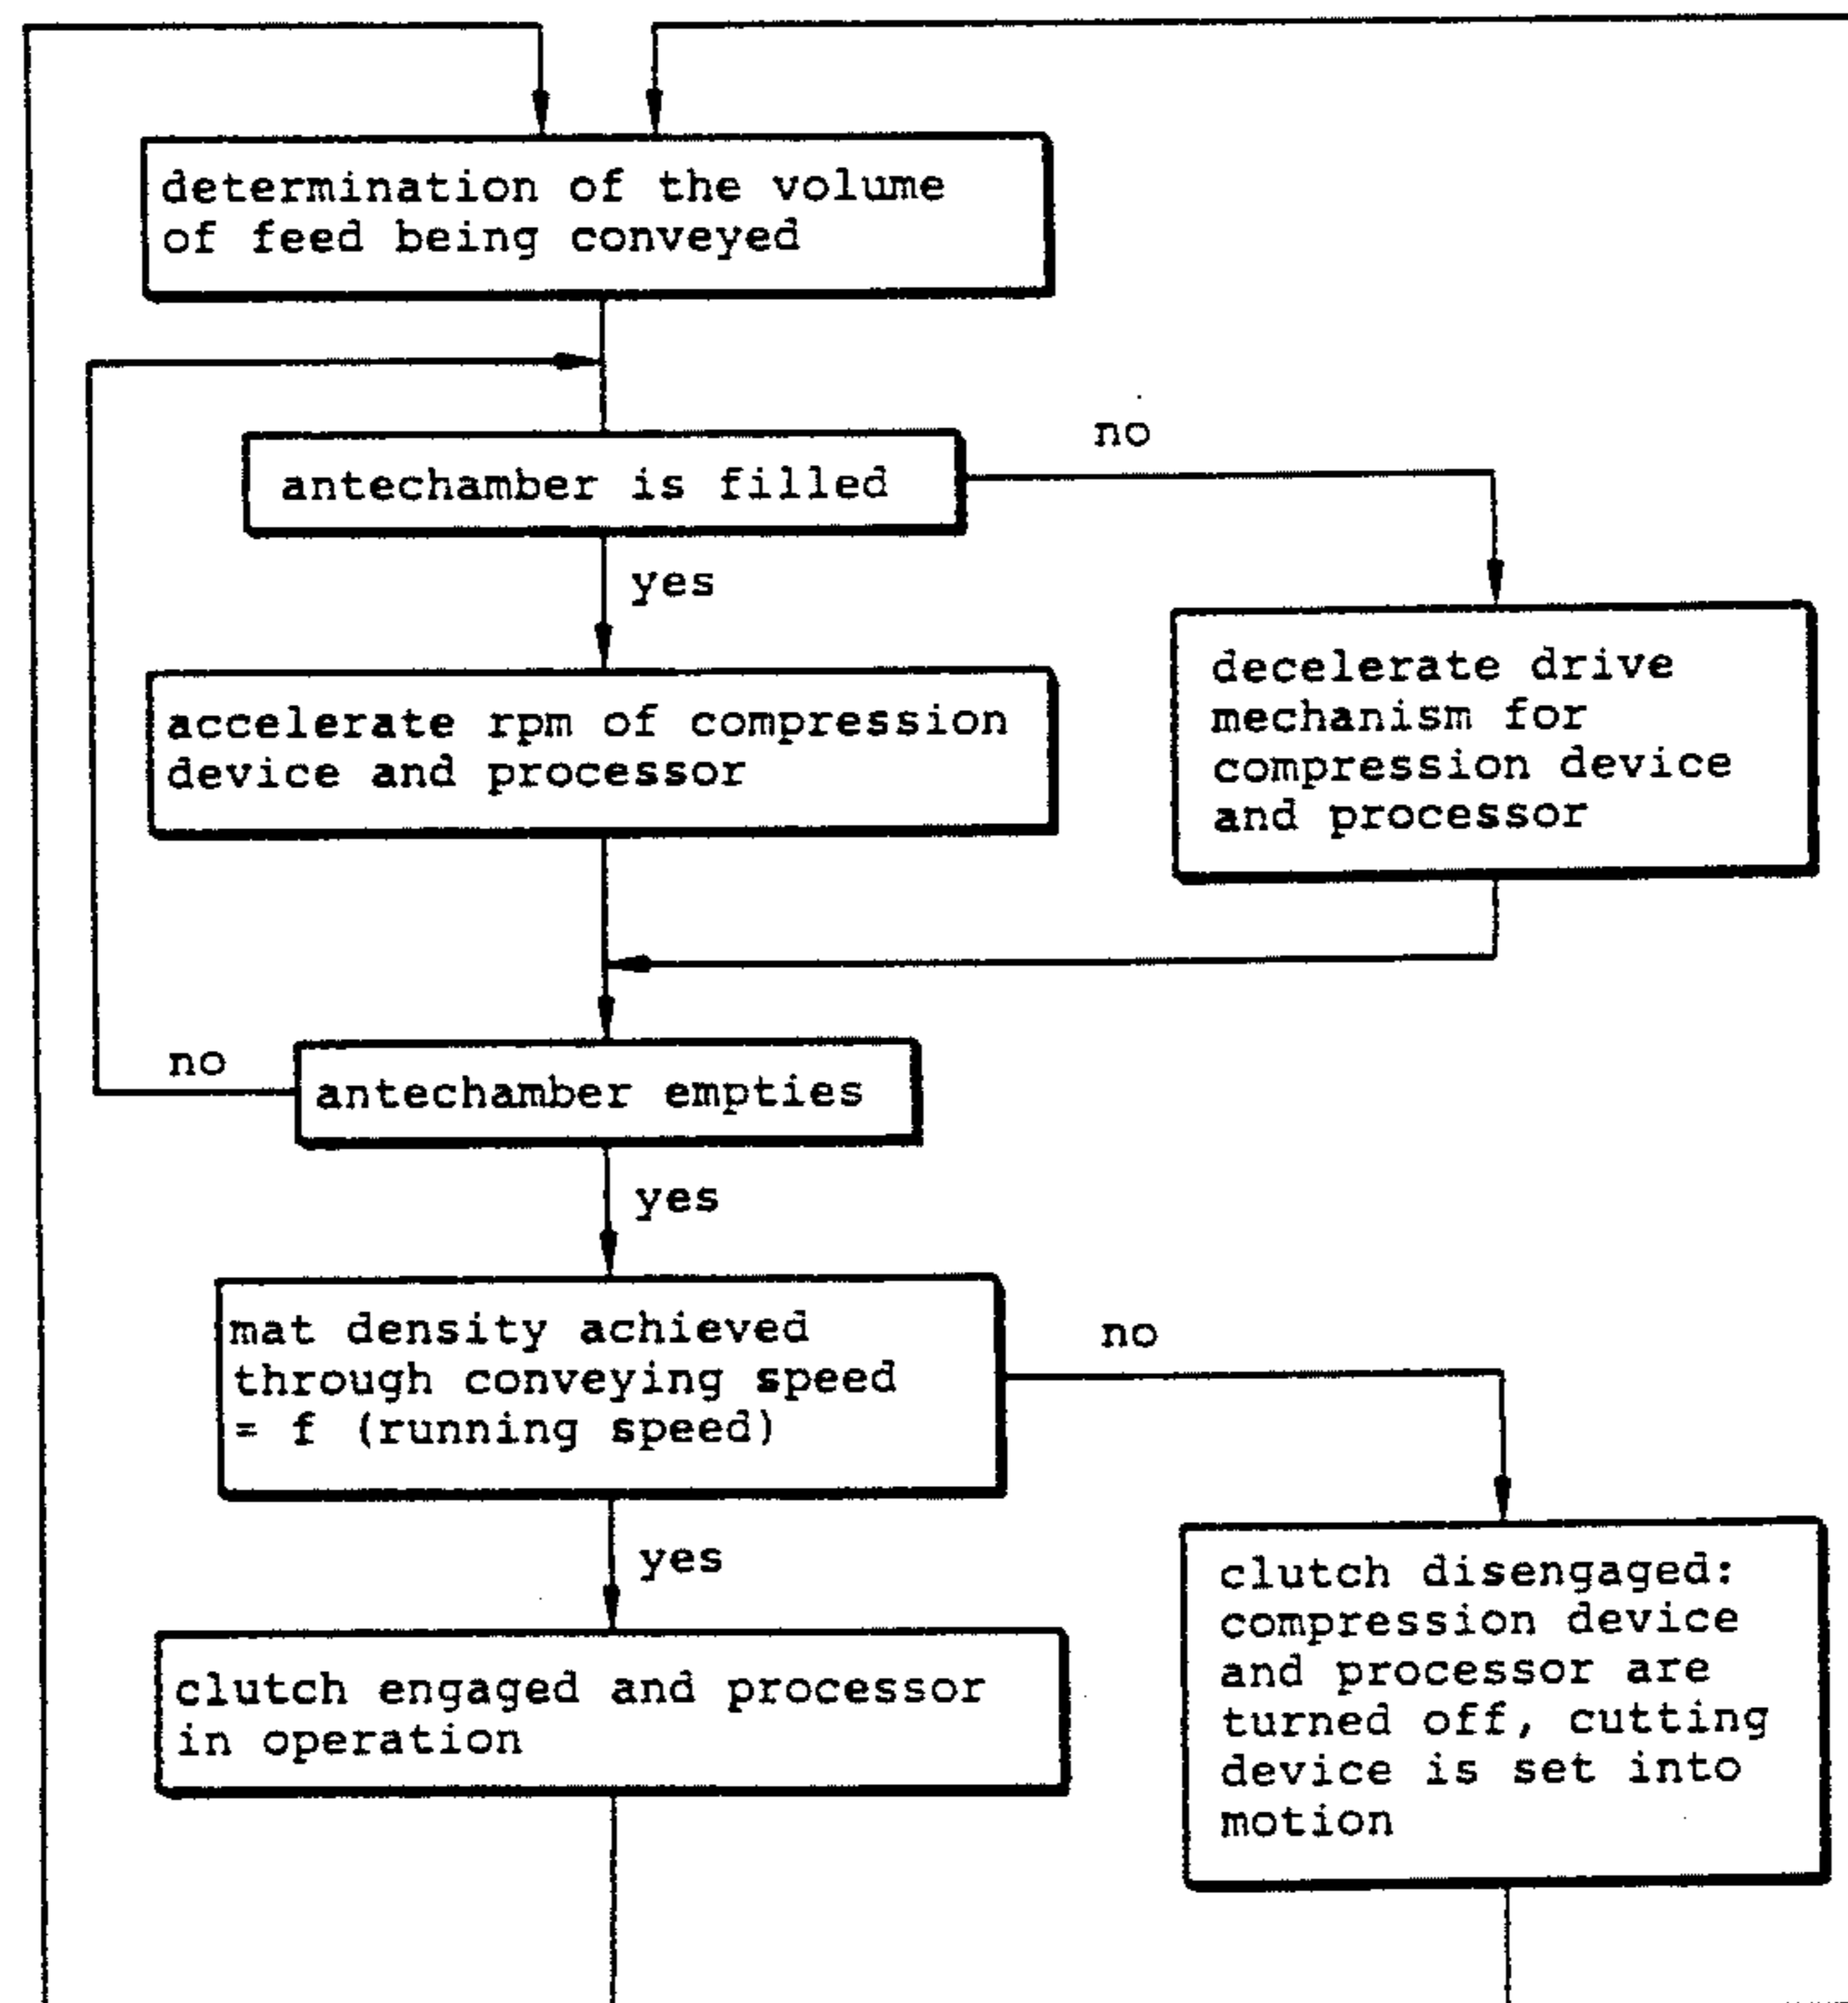 determination of the volume
of feed being conveyed
antechamber is filled
no
yes
accelerate rpm of compression
device and processor
decelerate drive
mechanism for
compression device
and processor
no
antechamber empties
yes
mat density achieved
through conveying speed
= f (running speed)
no
yes
clutch engaged and processor
in operation
clutch disengaged:
compression device
and processor are
turned off, cutting
device is set into
motion